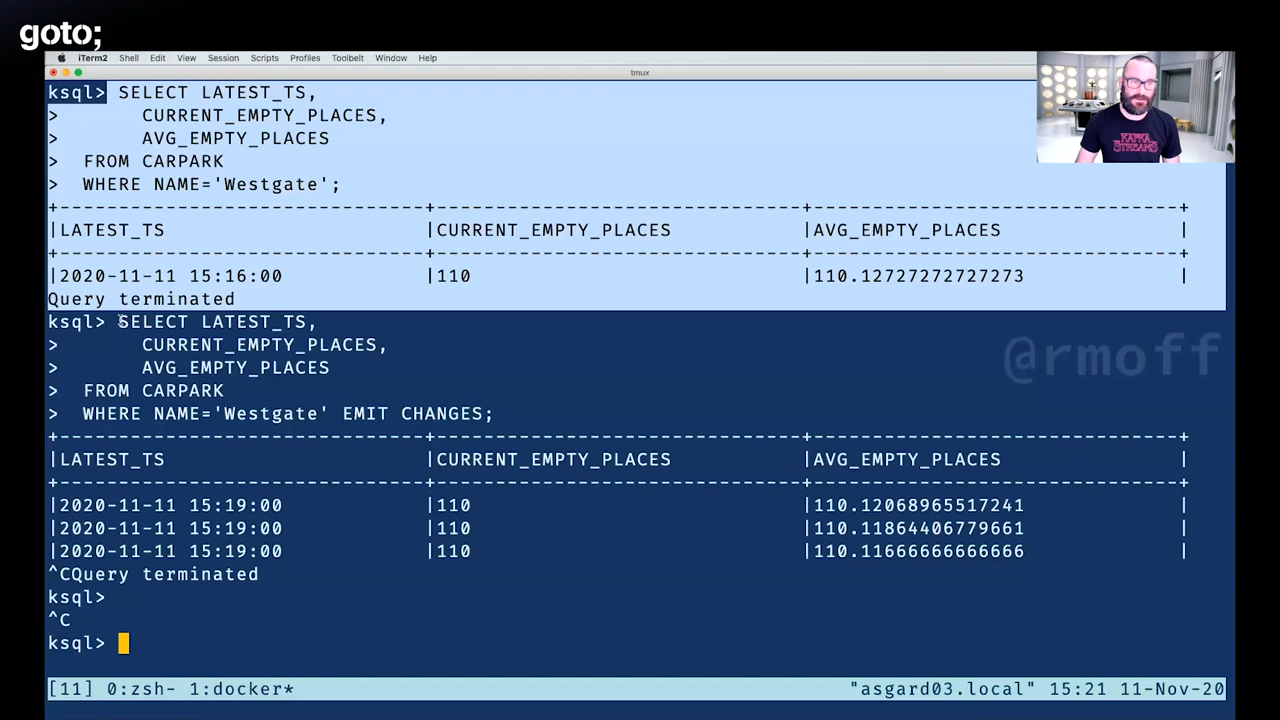 goto;
iTerm2 Shell Edit View Session Scripts Profiles Toolbelt Window Help
tmux
ksql> SELECT LATEST_TS,
>       CURRENT_EMPTY_PLACES,
>       AVG_EMPTY_PLACES
>  FROM CARPARK
>  WHERE NAME='Westgate';
+-------------------------------+-------------------------------+-------------------------------+
|LATEST_TS |CURRENT_EMPTY_PLACES |AVG_EMPTY_PLACES |
+-------------------------------+-------------------------------+-------------------------------+
|2020-11-11 15:16:00 |110 |110.12727272727273 |
Query terminated
ksql> SELECT LATEST_TS,
>       CURRENT_EMPTY_PLACES,
>       AVG_EMPTY_PLACES
>  FROM CARPARK
>  WHERE NAME='Westgate' EMIT CHANGES;
+-------------------------------+-------------------------------+-------------------------------+
|LATEST_TS |CURRENT_EMPTY_PLACES |AVG_EMPTY_PLACES |
+-------------------------------+-------------------------------+-------------------------------+
|2020-11-11 15:19:00 |110 |110.12068965517241 |
|2020-11-11 15:19:00 |110 |110.11864406779661 |
|2020-11-11 15:19:00 |110 |110.11666666666666 |
^CQuery terminated
ksql>
^C
ksql>
[11] 0:zsh- 1:docker* "asgard03.local" 15:21 11-Nov-20
@rmoff
KAFKA
STREAMS